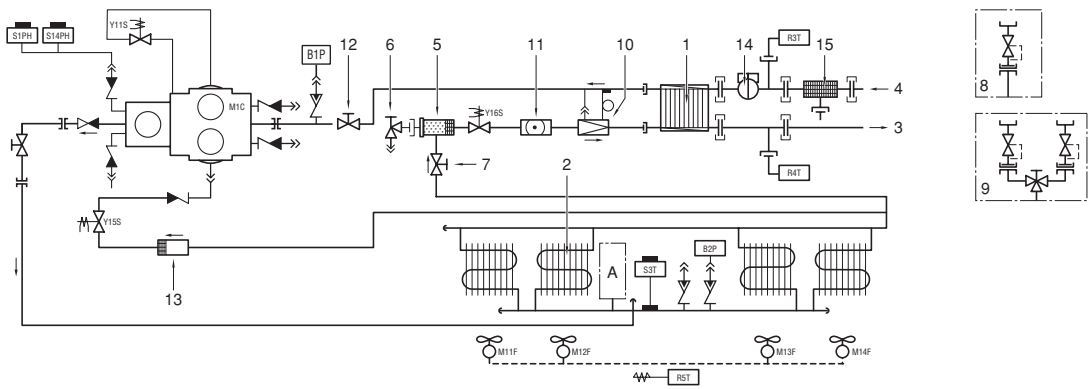 Y11S
S1PH
S14PH
B1P
12
6
5
11
10
1
14
R3T
15
8
M1C
Y16S
4
3
7
R4T
2
9
Y15S
13
A
S3T
B2P
M11F
M12F
M13F
M14F
R5T